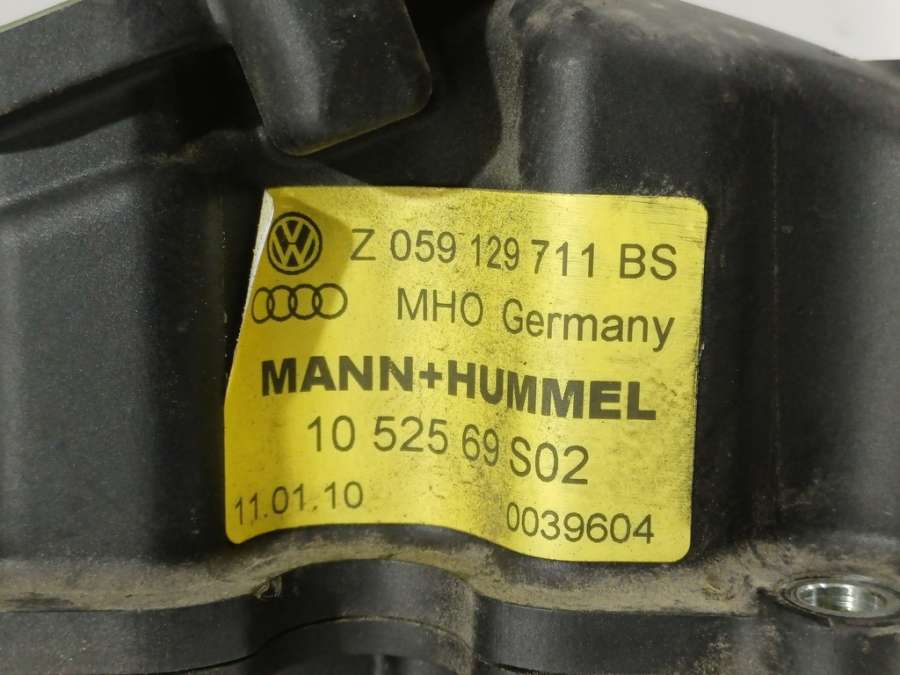 Z 059 129 711 BS
MHO Germany
MANN+HUMMEL
10 525 69 S02
11.01.10 0039604